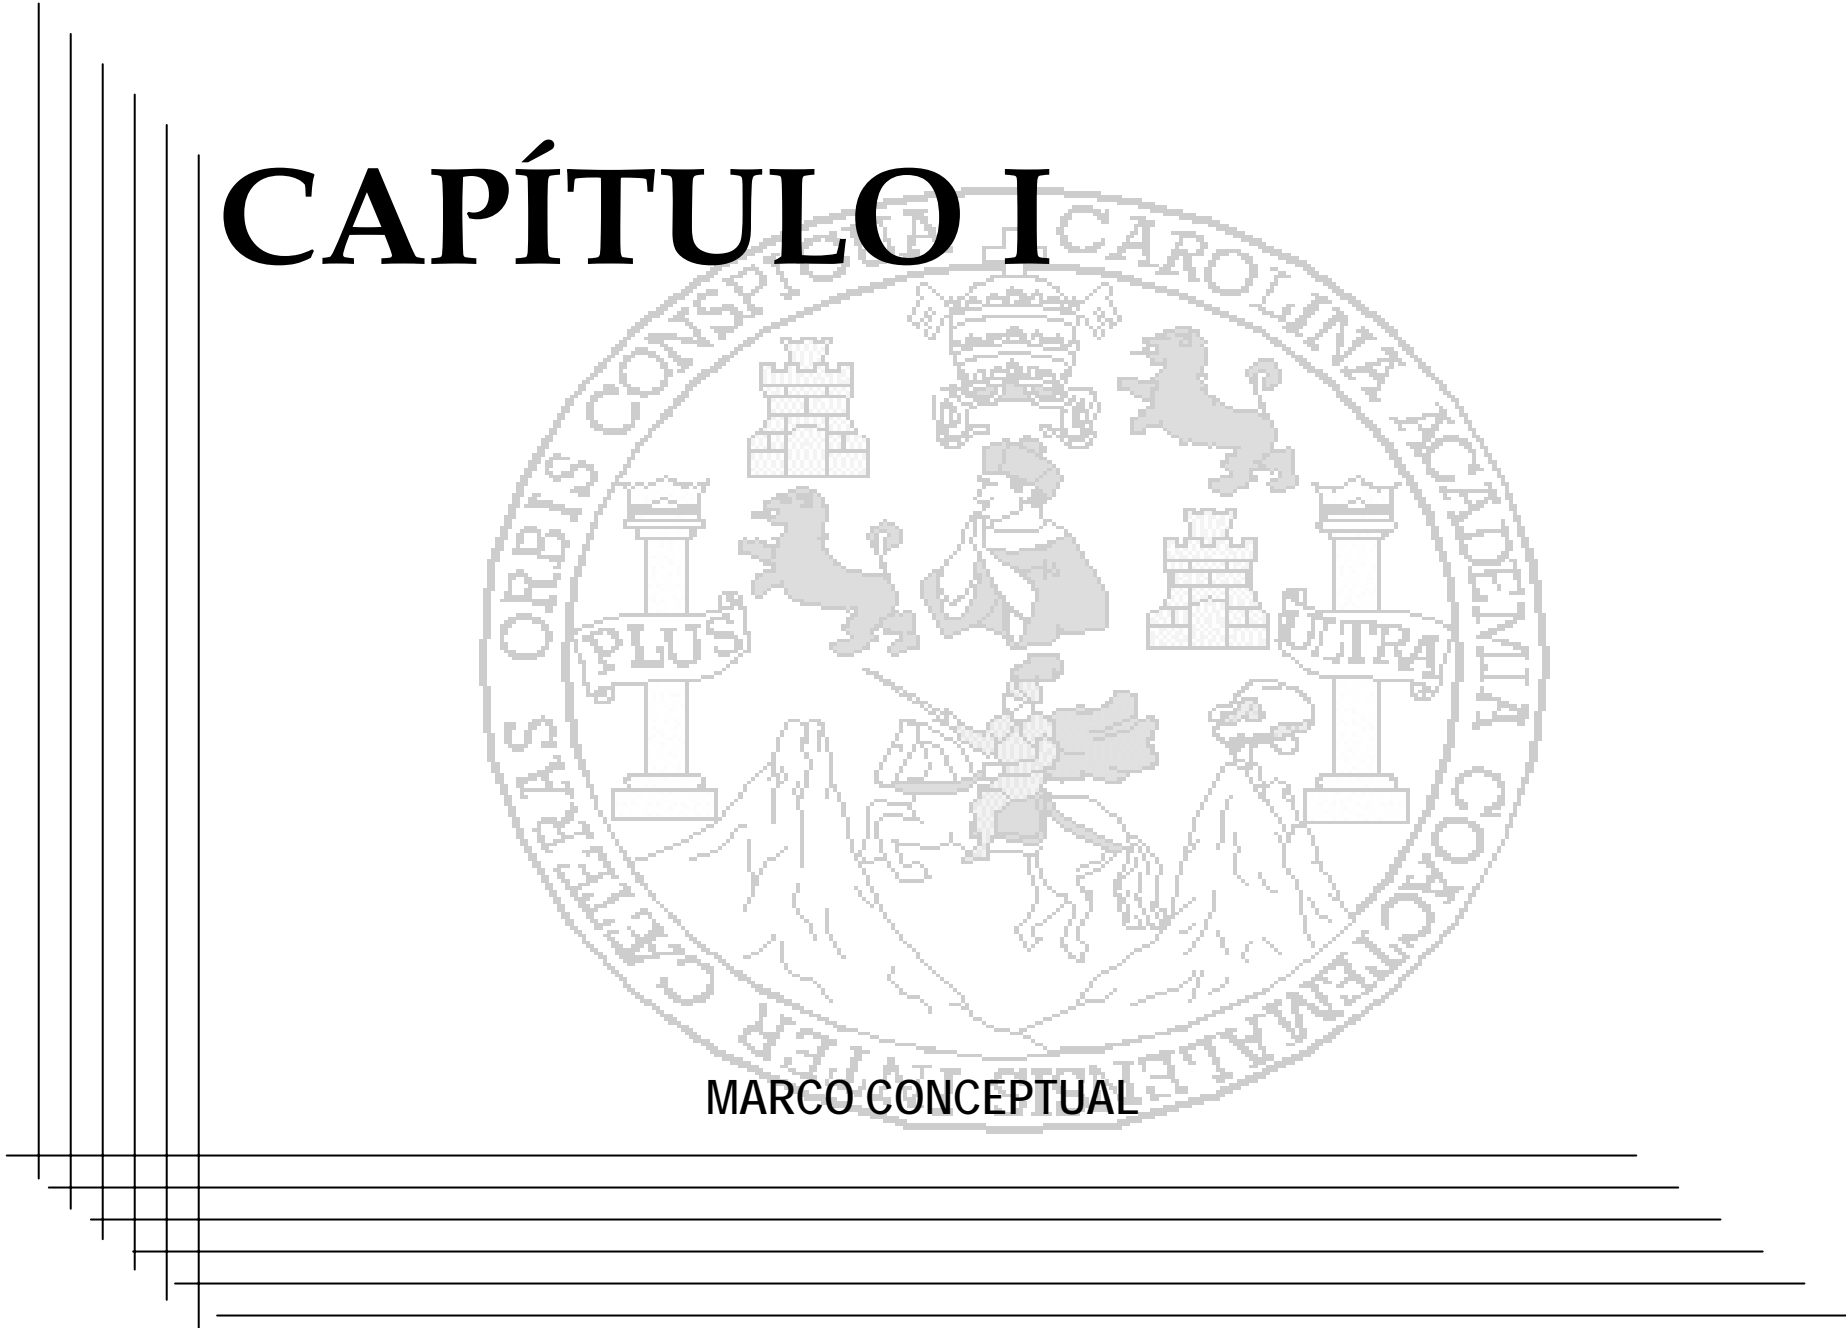 CAPÍTULO I
CAROLINA ACADEMIA COACTEMALENSIS INTER CAETERAS ORBIS CONSPICUA
PLUS
ULTRA
MARCO CONCEPTUAL